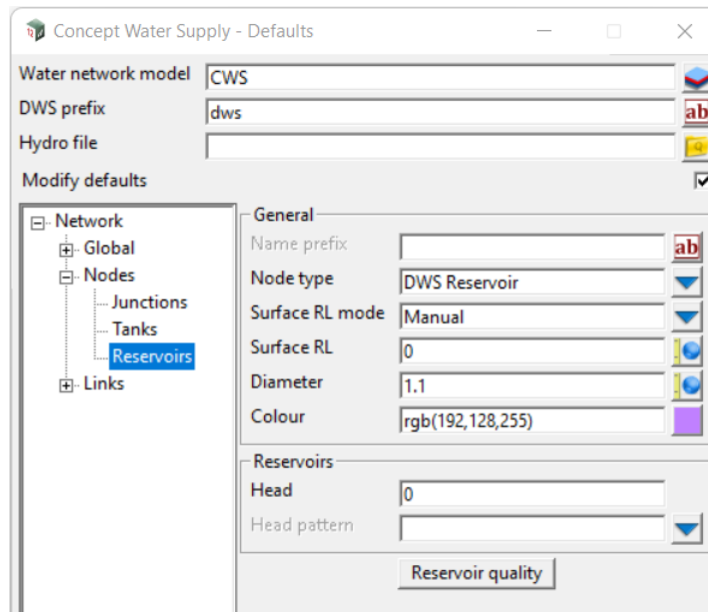 Concept Water Supply - Defaults
Water network model CWS
DWS prefix dws ab
Hydro file
Modify defaults
Network
Global
Nodes
Junctions
Tanks
Reservoirs
Links
General
Name prefix ab
Node type DWS Reservoir
Surface RL mode Manual
Surface RL 0
Diameter 1.1
Colour rgb(192,128,255)
Reservoirs
Head 0
Head pattern
Reservoir quality